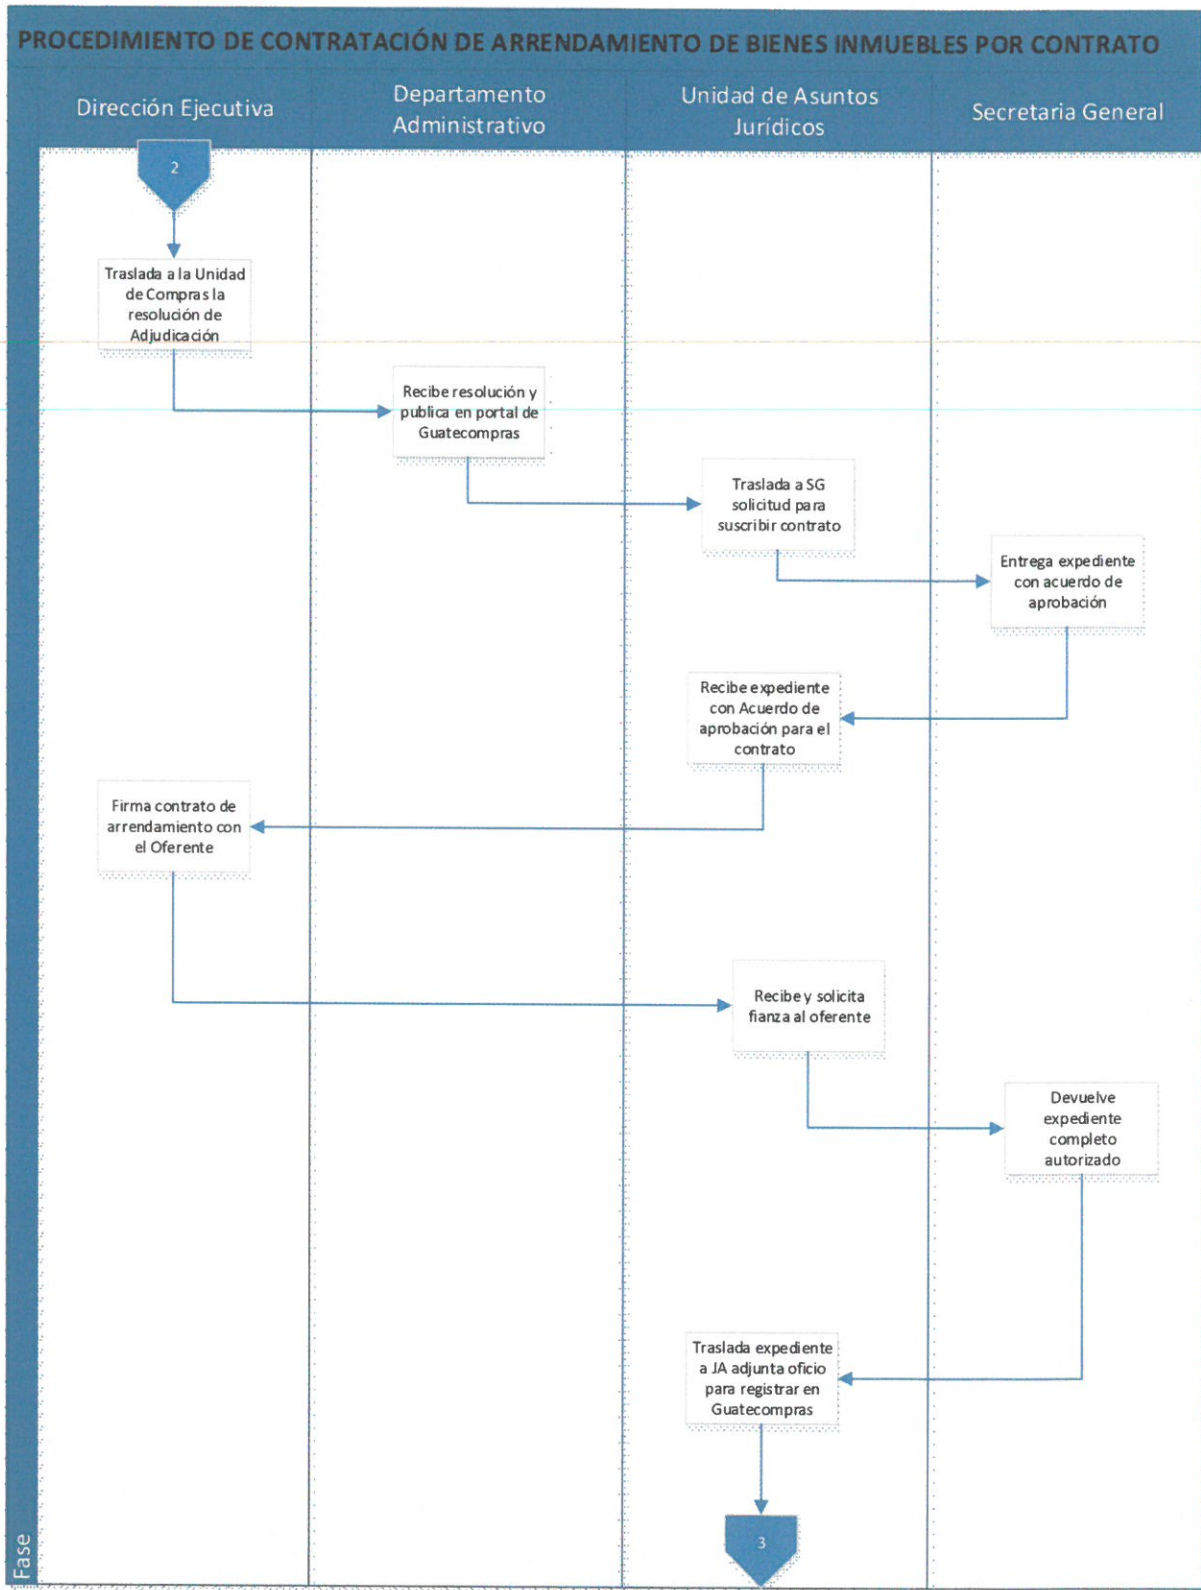 PROCEDIMIENTO DE CONTRATACIÓN DE ARRENDAMIENTO DE BIENES INMUEBLES POR CONTRATO
Dirección Ejecutiva
Departamento
Administrativo
Unidad de Asuntos
Jurídicos
Secretaria General
2
Traslada a la Unidad
de Compras la
resolución de
Adjudicación
Recibe resolución y
publica en portal de
Guatecompras
Traslada a SG
solicitud para
suscribir contrato
Entrega expediente
con acuerdo de
aprobación
Recibe expediente
con Acuerdo de
aprobación para el
contrato
Firma contrato de
arrendamiento con
el Oferente
Recibe y solicita
fianza al oferente
Devuelve
expediente
completo
autorizado
Traslada expediente
a JA adjunta oficio
para registrar en
Guatecompras
3
Fase